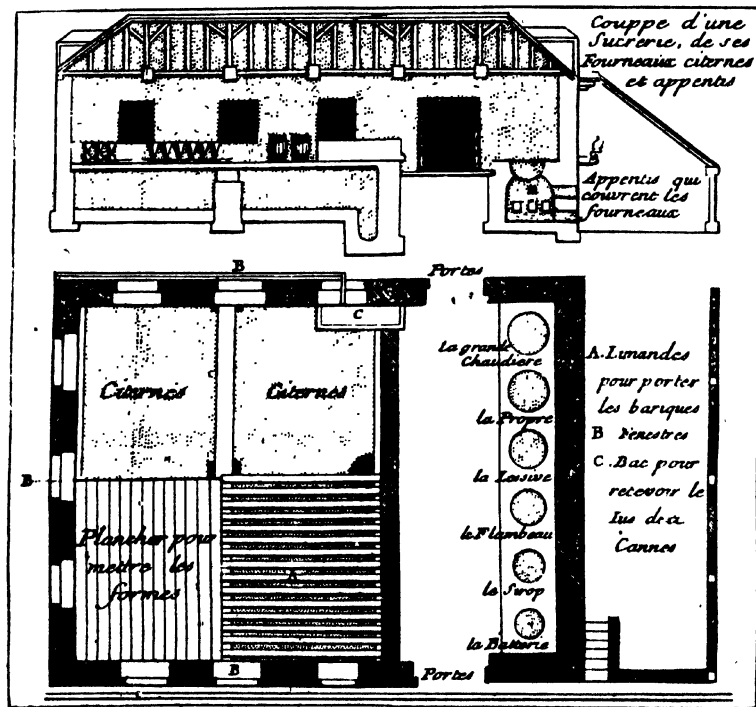 Couppe d'une
Sucrerie, de ses
Fourneaux citernes
et appentis
Appentis qui
couvrent les
fourneaux
B
Portes
C
Citernes
Citernes
La grande
Chaudiere
la Propre
la Lessive
le Flambeau
le Sirop
la Batterie
A. Limandes
pour porter
les bariques
B Fenestres
C. Bac pour
recevoir le
Ius de
Cannes
B
Plancher pour
mettre les
formes
A
B
Portes